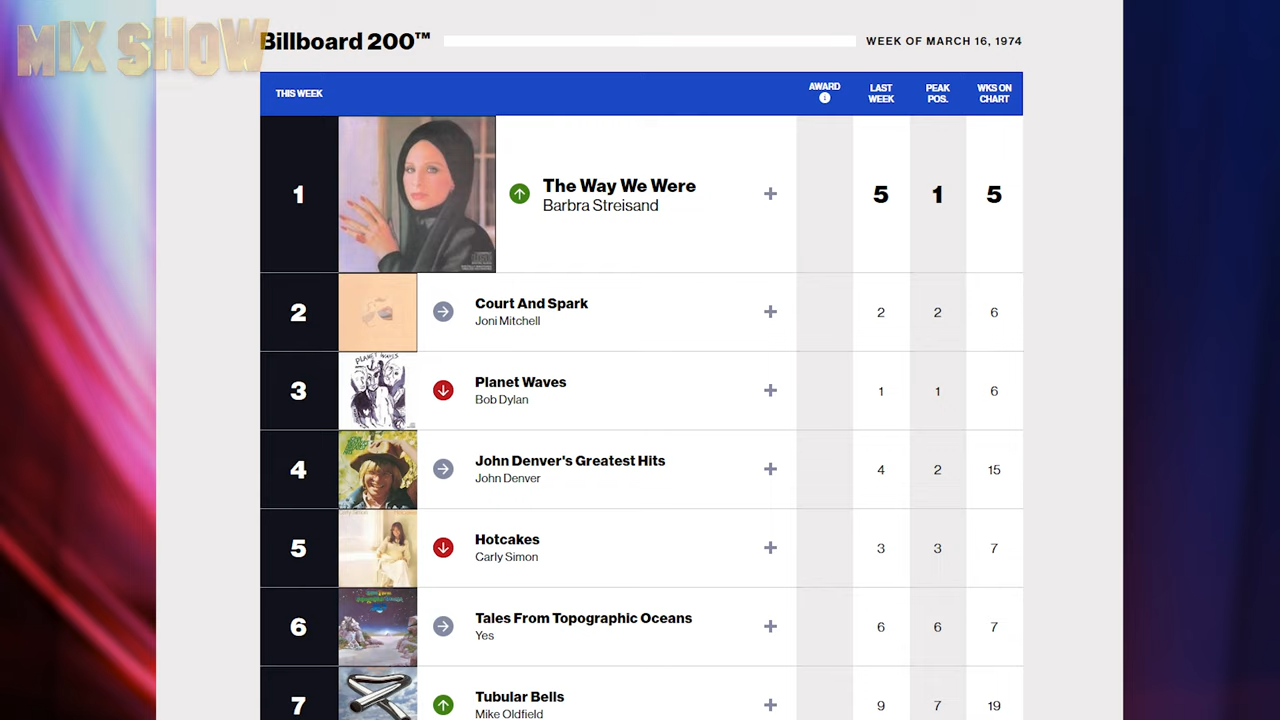 MIX SHOW
Billboard 200™
WEEK OF MARCH 16, 1974
THIS WEEK
AWARD
i
LAST WEEK
PEAK POS.
WKS ON CHART
1
The Way We Were
Barbra Streisand
+
5
1
5
2
Court And Spark
Joni Mitchell
+
2
2
6
3
PLANET WAVES
Planet Waves
Bob Dylan
+
1
1
6
4
John Denver's Greatest Hits
John Denver
+
4
2
15
5
Carly Simon
Hotcakes
Carly Simon
+
3
3
7
6
Tales From Topographic Oceans
Yes
+
6
6
7
7
Tubular Bells
Mike Oldfield
+
9
7
19